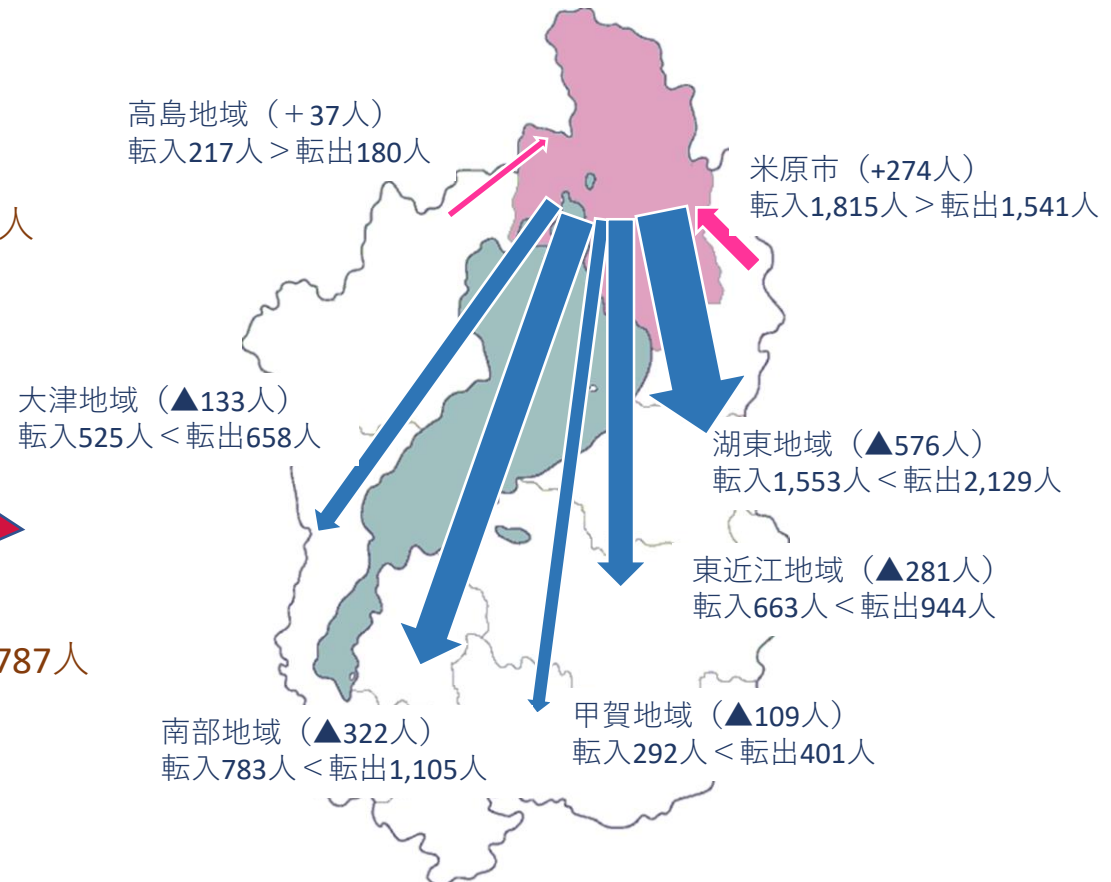 高島地域（＋37人）
転入217人＞転出180人
米原市（+274人）
転入1,815人＞転出1,541人
人
大津地域（▲133人）
転入525人＜転出658人
湖東地域（▲576人）
転入1,553人＜転出2,129人
東近江地域（▲281人）
転入663人＜転出944人
787人
南部地域（▲322人）
転入783人＜転出1,105人
甲賀地域（▲109人）
転入292人＜転出401人